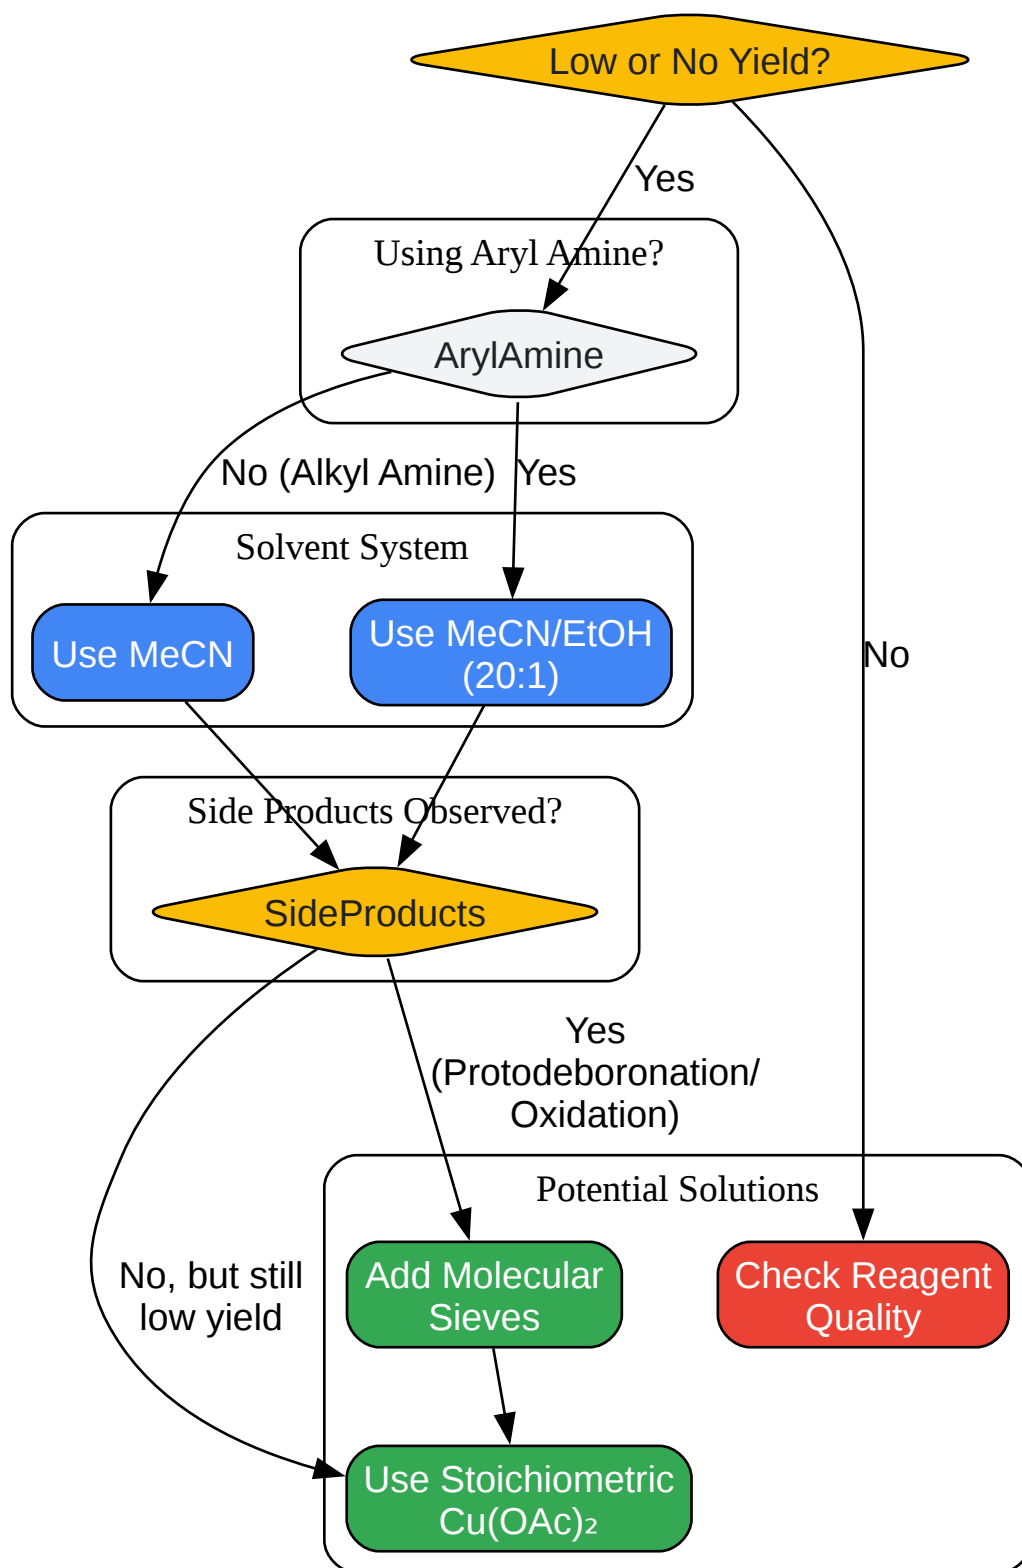 Low or No Yield?
Yes
Using Aryl Amine?
ArylAmine
No (Alkyl Amine)
Yes
Solvent System
Use MeCN
Use MeCN/EtOH
(20:1)
No
Side Products Observed?
SideProducts
Yes
(Protodeboronation/
Oxidation)
Potential Solutions
No, but still
low yield
Add Molecular
Sieves
Check Reagent
Quality
Use Stoichiometric
Cu(OAc)₂